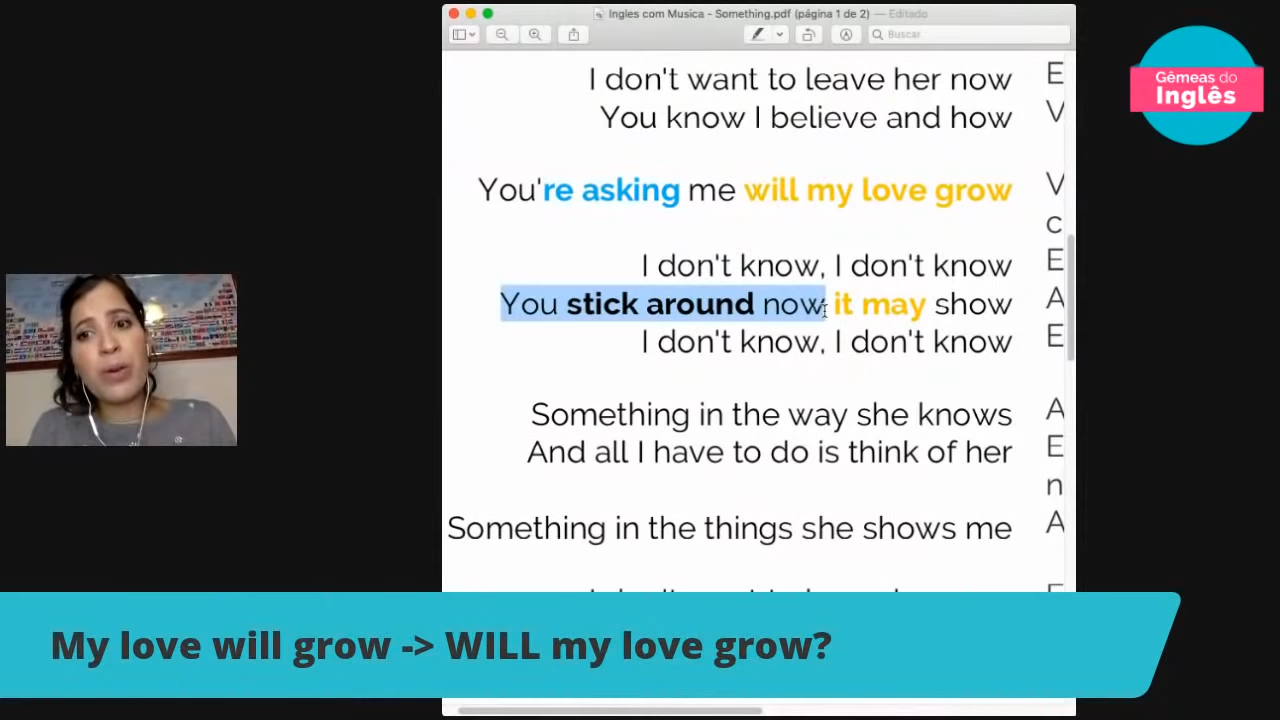 Ingles com Musica - Something.pdf (página 1 de 2) — Editado
Buscar
Gêmeas do
Inglês
I don't want to leave her now
E
You know I believe and how
V
You're asking me will my love grow
V
c
I don't know, I don't know
E
You stick around now it may show
A
I don't know, I don't know
E
Something in the way she knows
A
And all I have to do is think of her
E
n
Something in the things she shows me
A
My love will grow -> WILL my love grow?